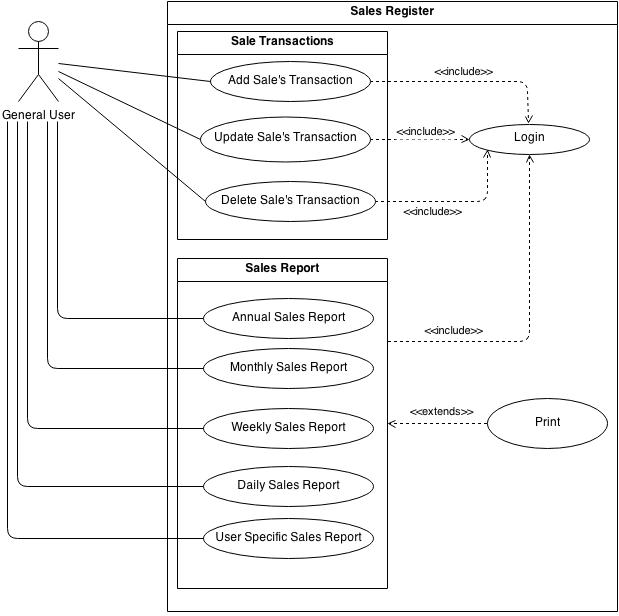 Sales Register
Sale Transactions
Add Sale's Transaction
<<include>>
General User
Update Sale's Transaction
<<include>>
Login
Delete Sale's Transaction
<<include>>
Sales Report
Annual Sales Report
<<include>>
Monthly Sales Report
<<extends>>
Weekly Sales Report
Print
Daily Sales Report
User Specific Sales Report